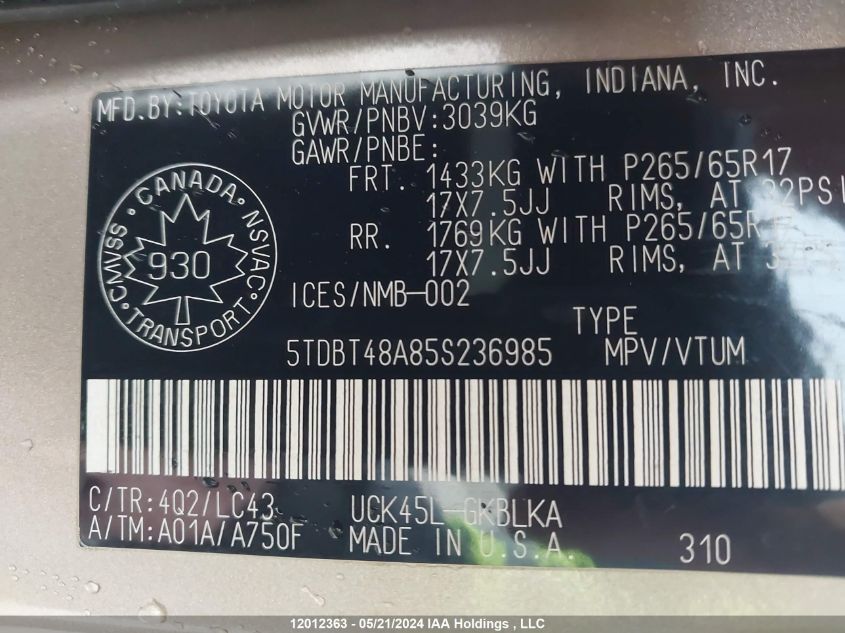 MFD.BY:TOYOTA MOTOR MANUFACTURING, INDIANA, INC.
GVWR/PNBV:3039KG
GAWR/PNBE:
FRT. 1433KG WITH P265/65R17
17X7.5JJ RIMS, AT 32PSI
RR. 1769KG WITH P265/65R17
17X7.5JJ RIMS, AT
CANADA
CMVSS 930 NSVAC
TRANSPORT
ICES/NMB-002
TYPE
5TDBT48A85S236985 MPV/VTUM
C/TR:4Q2/LC43 UCK45L-GKBLKA
A/TM:A01A/A750F MADE IN U.S.A. 310
12012363 - 05/21/2024 IAA Holdings , LLC